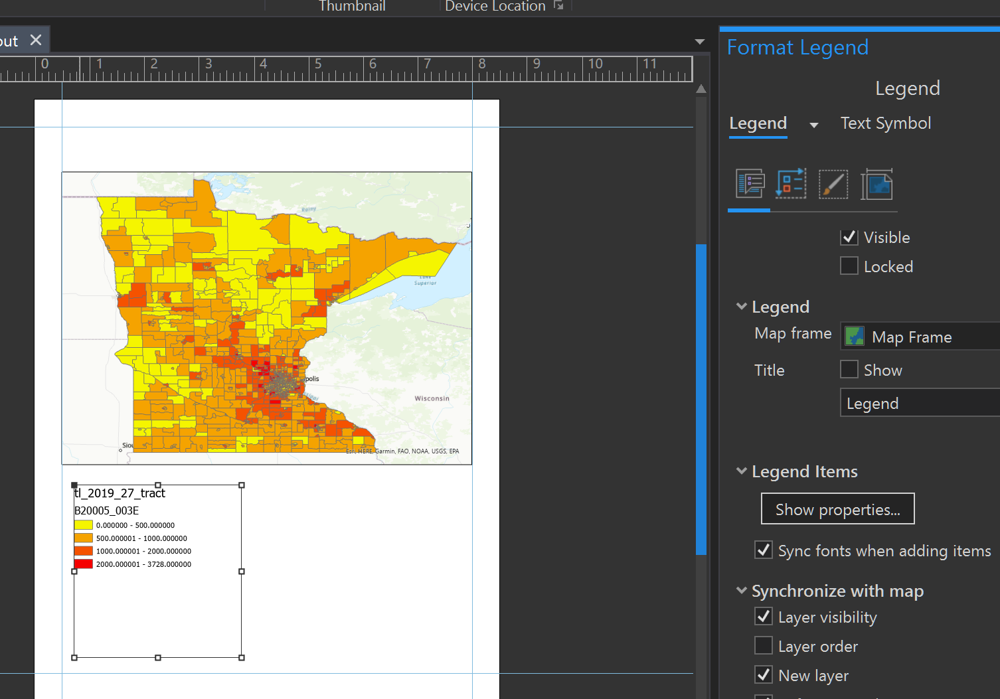 Thumbnail
Device Location
out
0 1 2 3 4 5 6 7 8 9 10 11
Format Legend
Legend
Legend
Text Symbol
Rainy
Lake
Superior
Wisconsin
Esri, HERE, Garmin, FAO, NOAA, USGS, EPA
tl_2019_27_tract
B20005_003E
0.000000 - 500.000000
500.000001 - 1000.000000
1000.000001 - 2000.000000
2000.000001 - 3728.000000
Visible
Locked
Legend
Map frame
Map Frame
Title
Show
Legend
Legend Items
Show properties...
Sync fonts when adding items
Synchronize with map
Layer visibility
Layer order
New layer